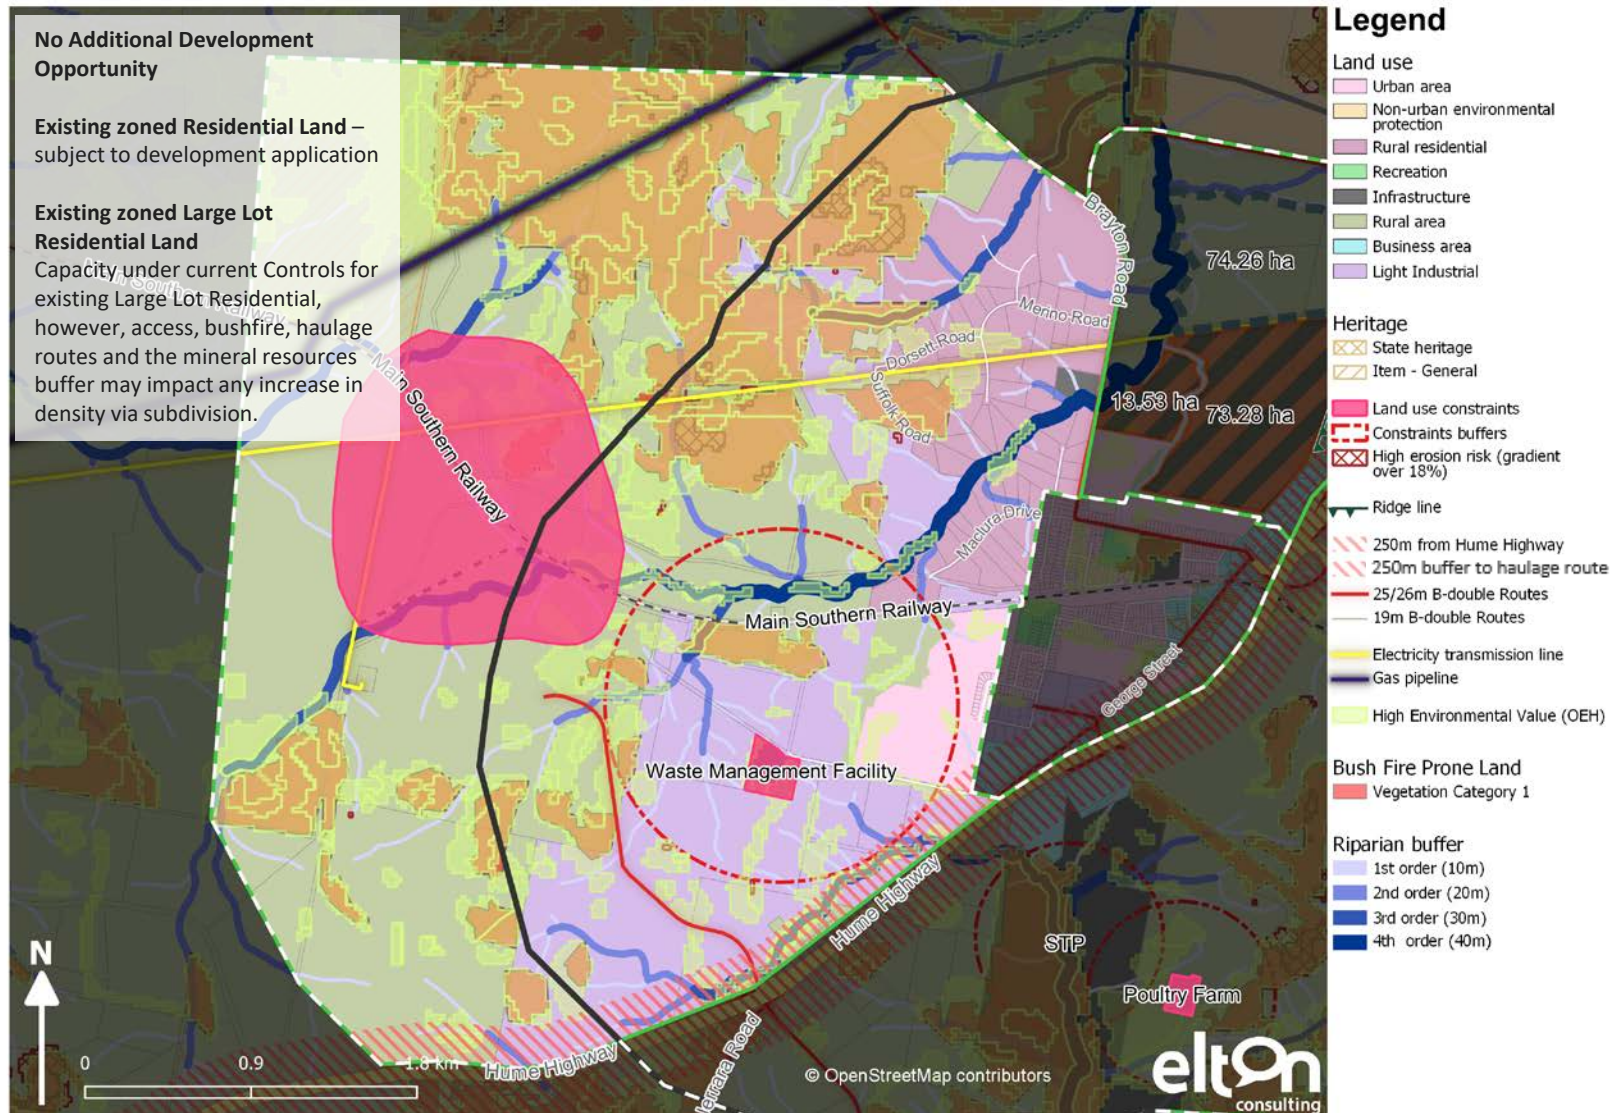 No Additional Development
Opportunity
Existing zoned Residential Land –
subject to development application
Existing zoned Large Lot
Residential Land
Capacity under current Controls for
existing Large Lot Residential,
however, access, bushfire, haulage
routes and the mineral resources
buffer may impact any increase in
density via subdivision.
Main Southern Railway
Main Southern Railway
Brayton Road
74.26 ha
Merino Road
Dorsett Road
Suffolk Road
13.53 ha
73.28 ha
Maclura Drive
Main Southern Railway
George Street
Waste Management Facility
Hume Highway
STP
Poultry Farm
N
0
0.9
1.8 km
Hume Highway
Jerrara Road
© OpenStreetMap contributors
elton
consulting
Legend
Land use
Urban area
Non-urban environmental
protection
Rural residential
Recreation
Infrastructure
Rural area
Business area
Light Industrial
Heritage
State heritage
Item - General
Land use constraints
Constraints buffers
High erosion risk (gradient
over 18%)
Ridge line
250m from Hume Highway
250m buffer to haulage route
25/26m B-double Routes
19m B-double Routes
Electricity transmission line
Gas pipeline
High Environmental Value (OEH)
Bush Fire Prone Land
Vegetation Category 1
Riparian buffer
1st order (10m)
2nd order (20m)
3rd order (30m)
4th order (40m)